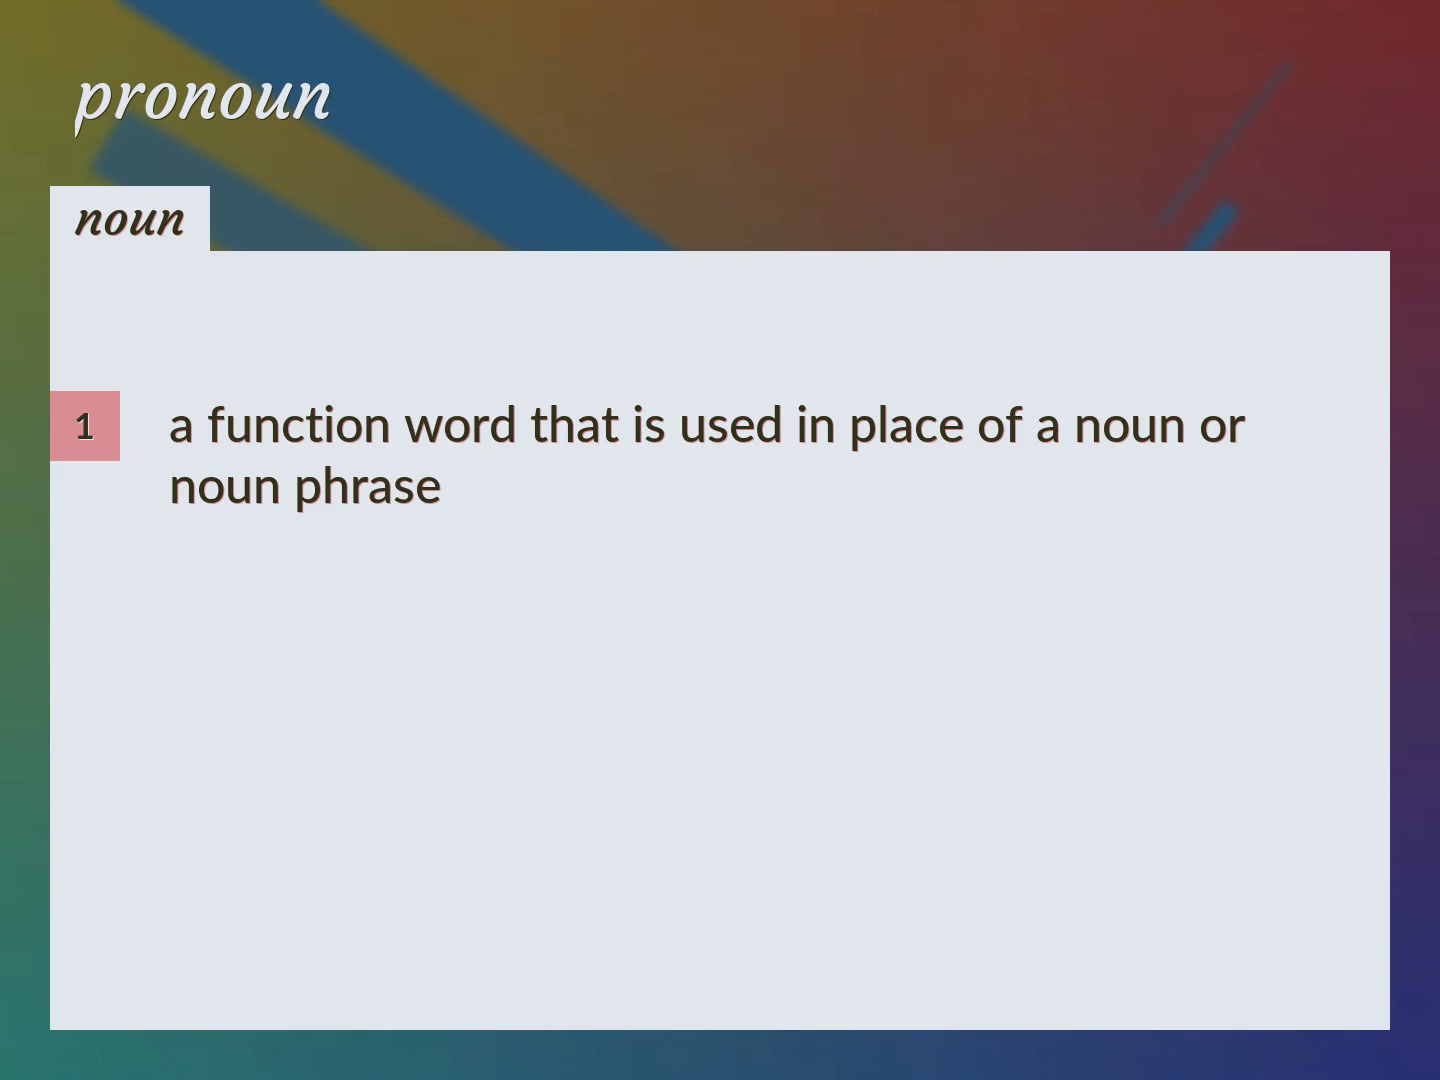 pronoun
noun
1 a function word that is used in place of a noun or
noun phrase